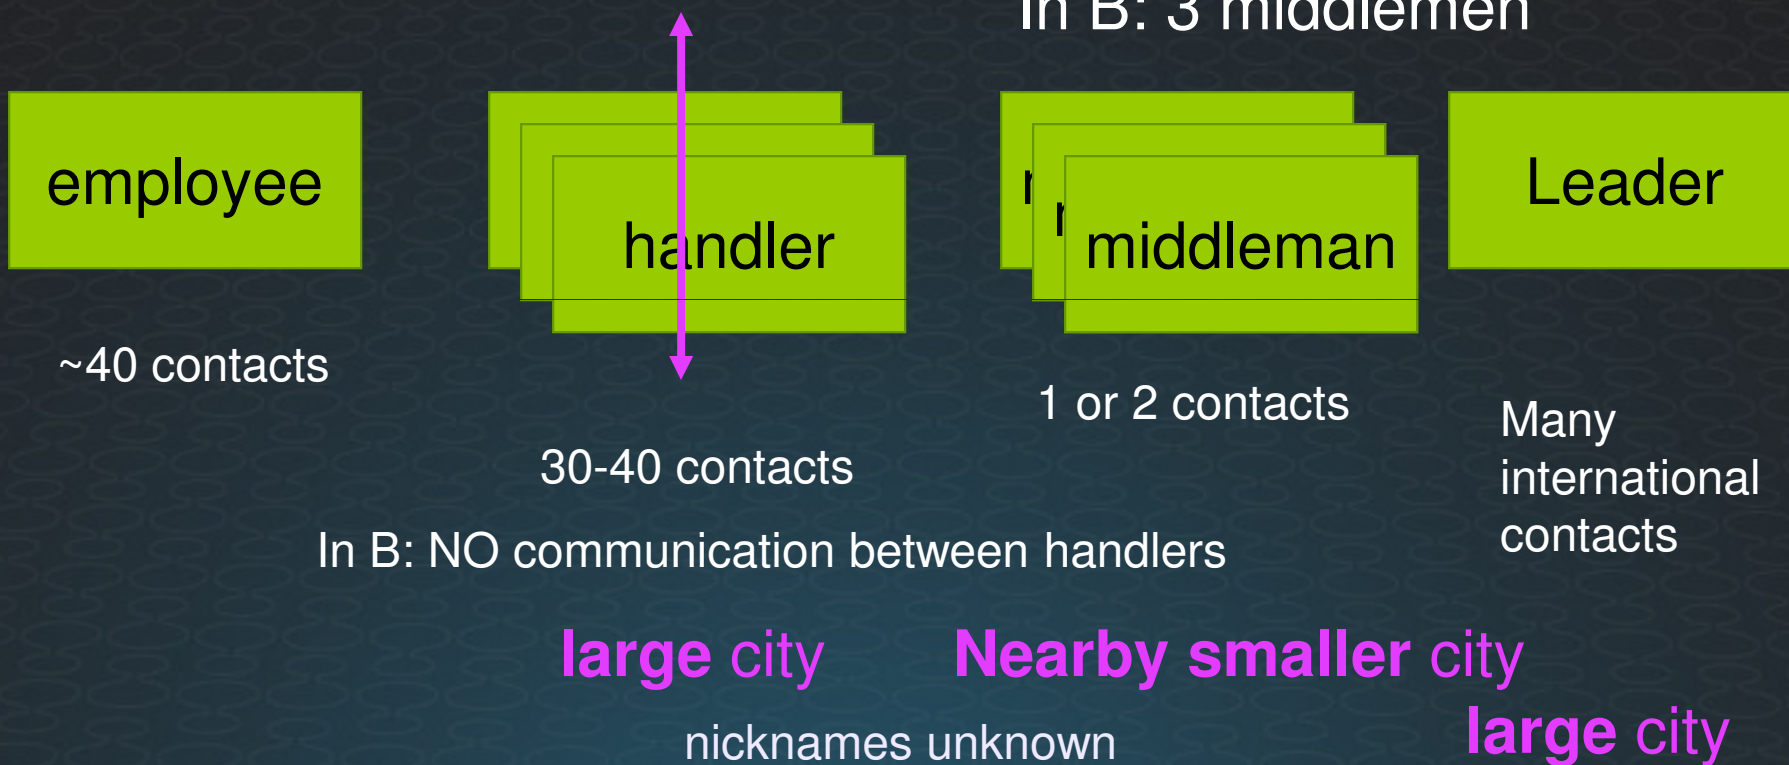 In B: 3 middlemen
employee
handler
middleman
Leader
~40 contacts
30-40 contacts
1 or 2 contacts
Many
international
contacts
In B: NO communication between handlers
large city
Nearby smaller city
large city
nicknames unknown